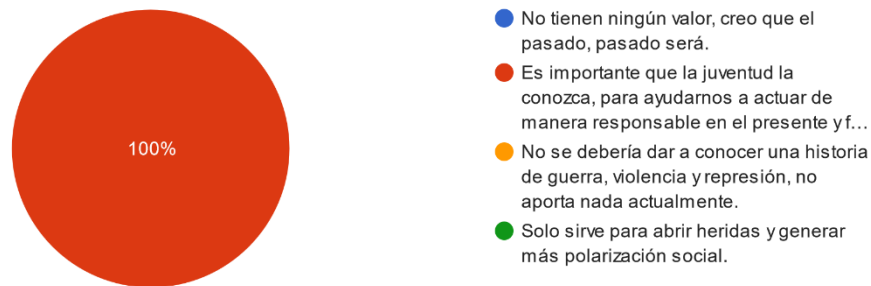 100%
No tienen ningún valor, creo que el
pasado, pasado será.
Es importante que la juventud la
conozca, para ayudarnos a actuar de
manera responsable en el presente y f…
No se debería dar a conocer una historia
de guerra, violencia y represión, no
aporta nada actualmente.
Solo sirve para abrir heridas y generar
más polarización social.